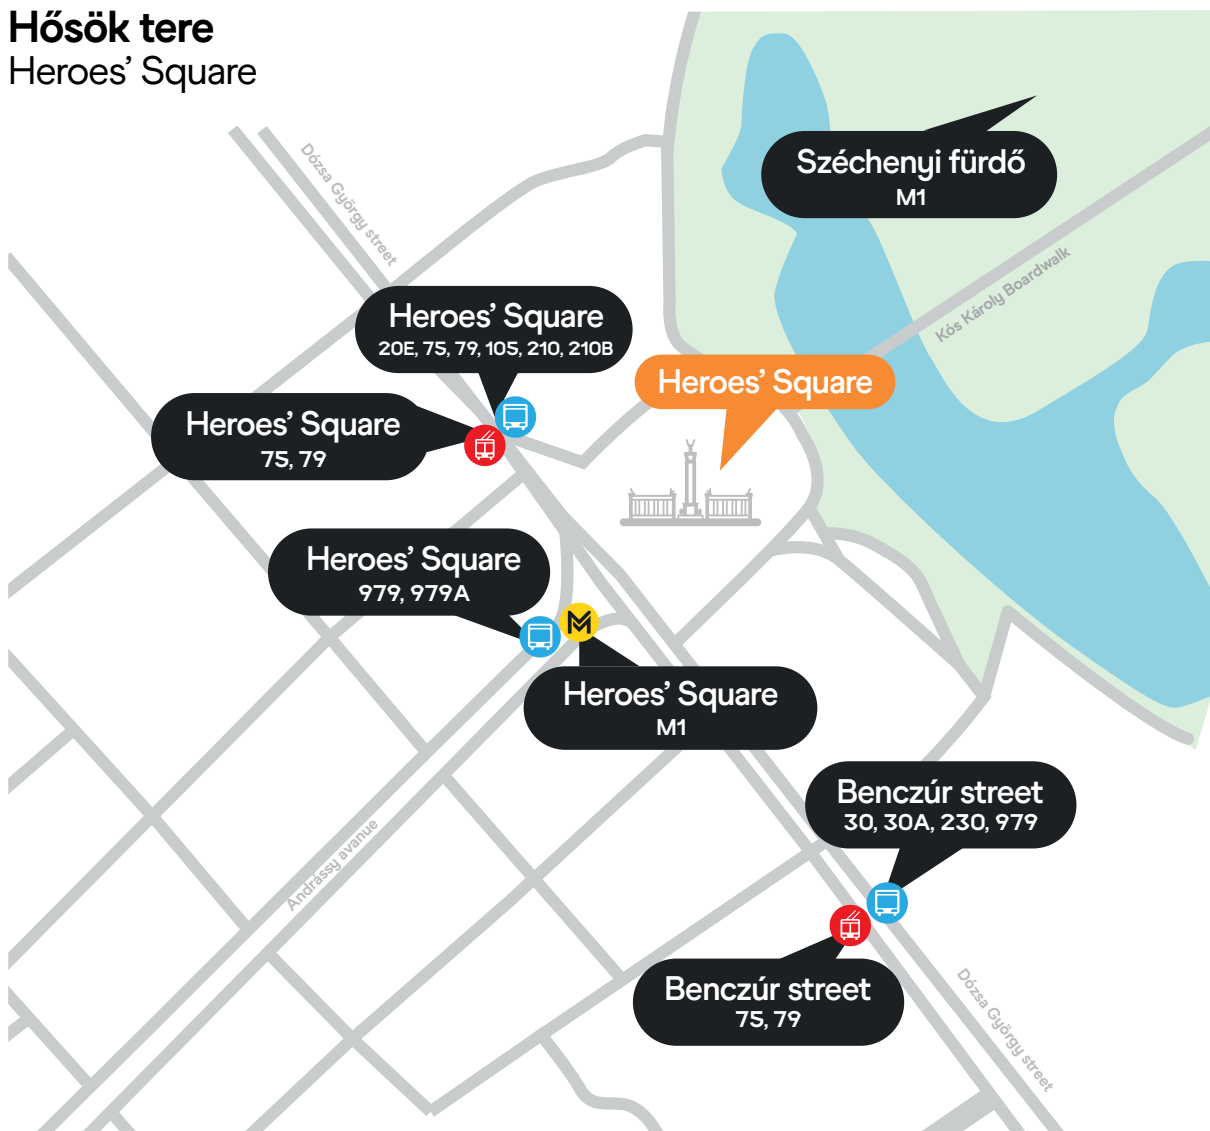 Hősök tere
Heroes’ Square
Dózsa György street
Széchenyi fürdő
M1
Kós Károly Boardwalk
Heroes’ Square
20E, 75, 79, 105, 210, 210B
Heroes’ Square
Heroes’ Square
75, 79
Heroes’ Square
979, 979A
M
Heroes’ Square
M1
Benczúr street
30, 30A, 230, 979
Andrássy avanue
Benczúr street
75, 79
Dózsa György street